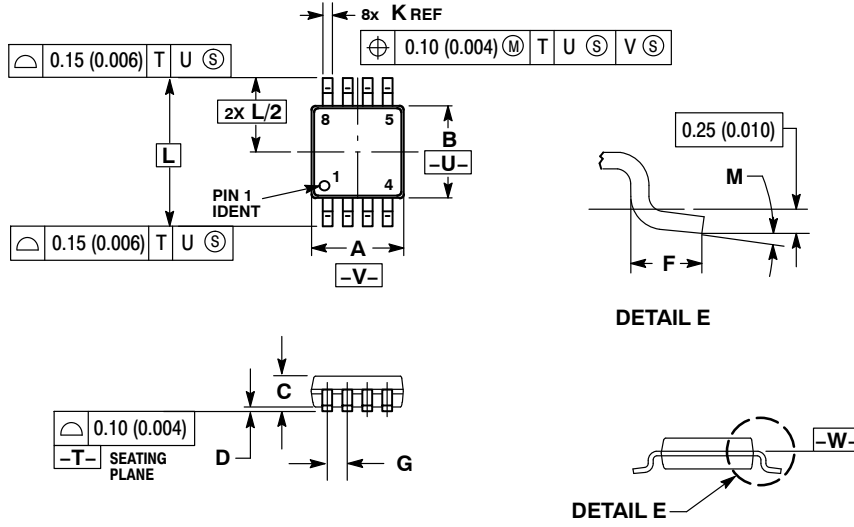 8x K REF
0.15 (0.006) T U Ⓢ
0.10 (0.004) Ⓜ T U Ⓢ V Ⓢ
2X L/2
8 5
B
-U-
L
0.25 (0.010)
M
PIN 1
IDENT
1
4
0.15 (0.006) T U Ⓢ
A
-V-
F
DETAIL E
C
0.10 (0.004)
-T- SEATING
PLANE
D
G
-W-
DETAIL E